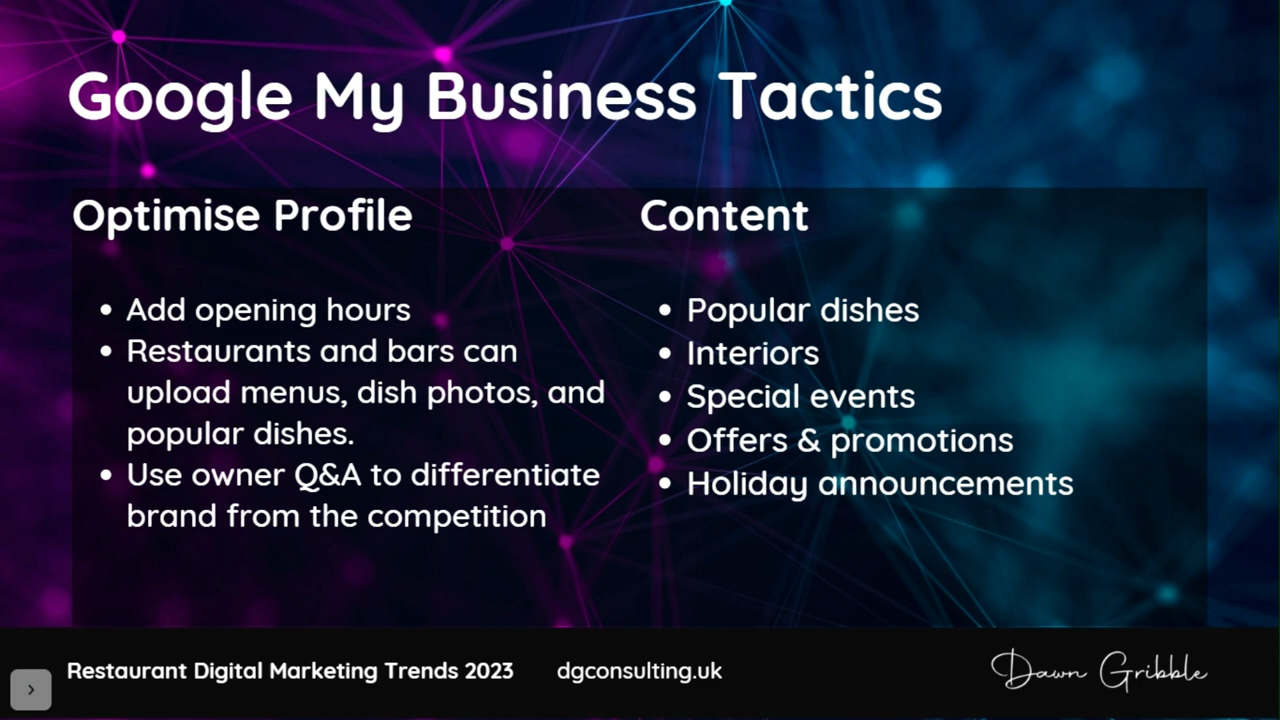 Google My Business Tactics
Optimise Profile
• Add opening hours
• Restaurants and bars can
upload menus, dish photos, and
popular dishes.
• Use owner Q&A to differentiate
brand from the competition
Content
• Popular dishes
• Interiors
• Special events
• Offers & promotions
• Holiday announcements
Restaurant Digital Marketing Trends 2023
dgconsulting.uk
Dawn Gribble